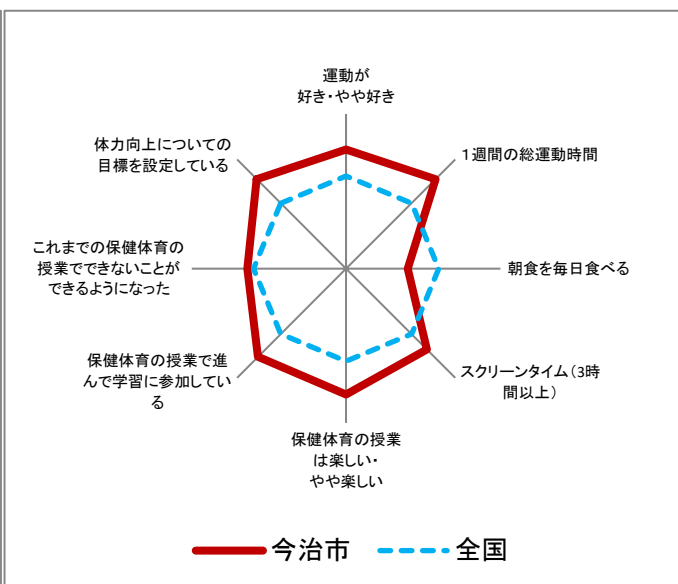 運動が
好き・やや好き
1週間の総運動時間
朝食を毎日食べる
スクリーンタイム（3時
間以上）
保健体育の授業
は楽しい・
やや楽しい
保健体育の授業で進
んで学習に参加してい
る
これまでの保健体育の
授業でできないことが
できるようになった
体力向上についての
目標を設定している
今治市
全国